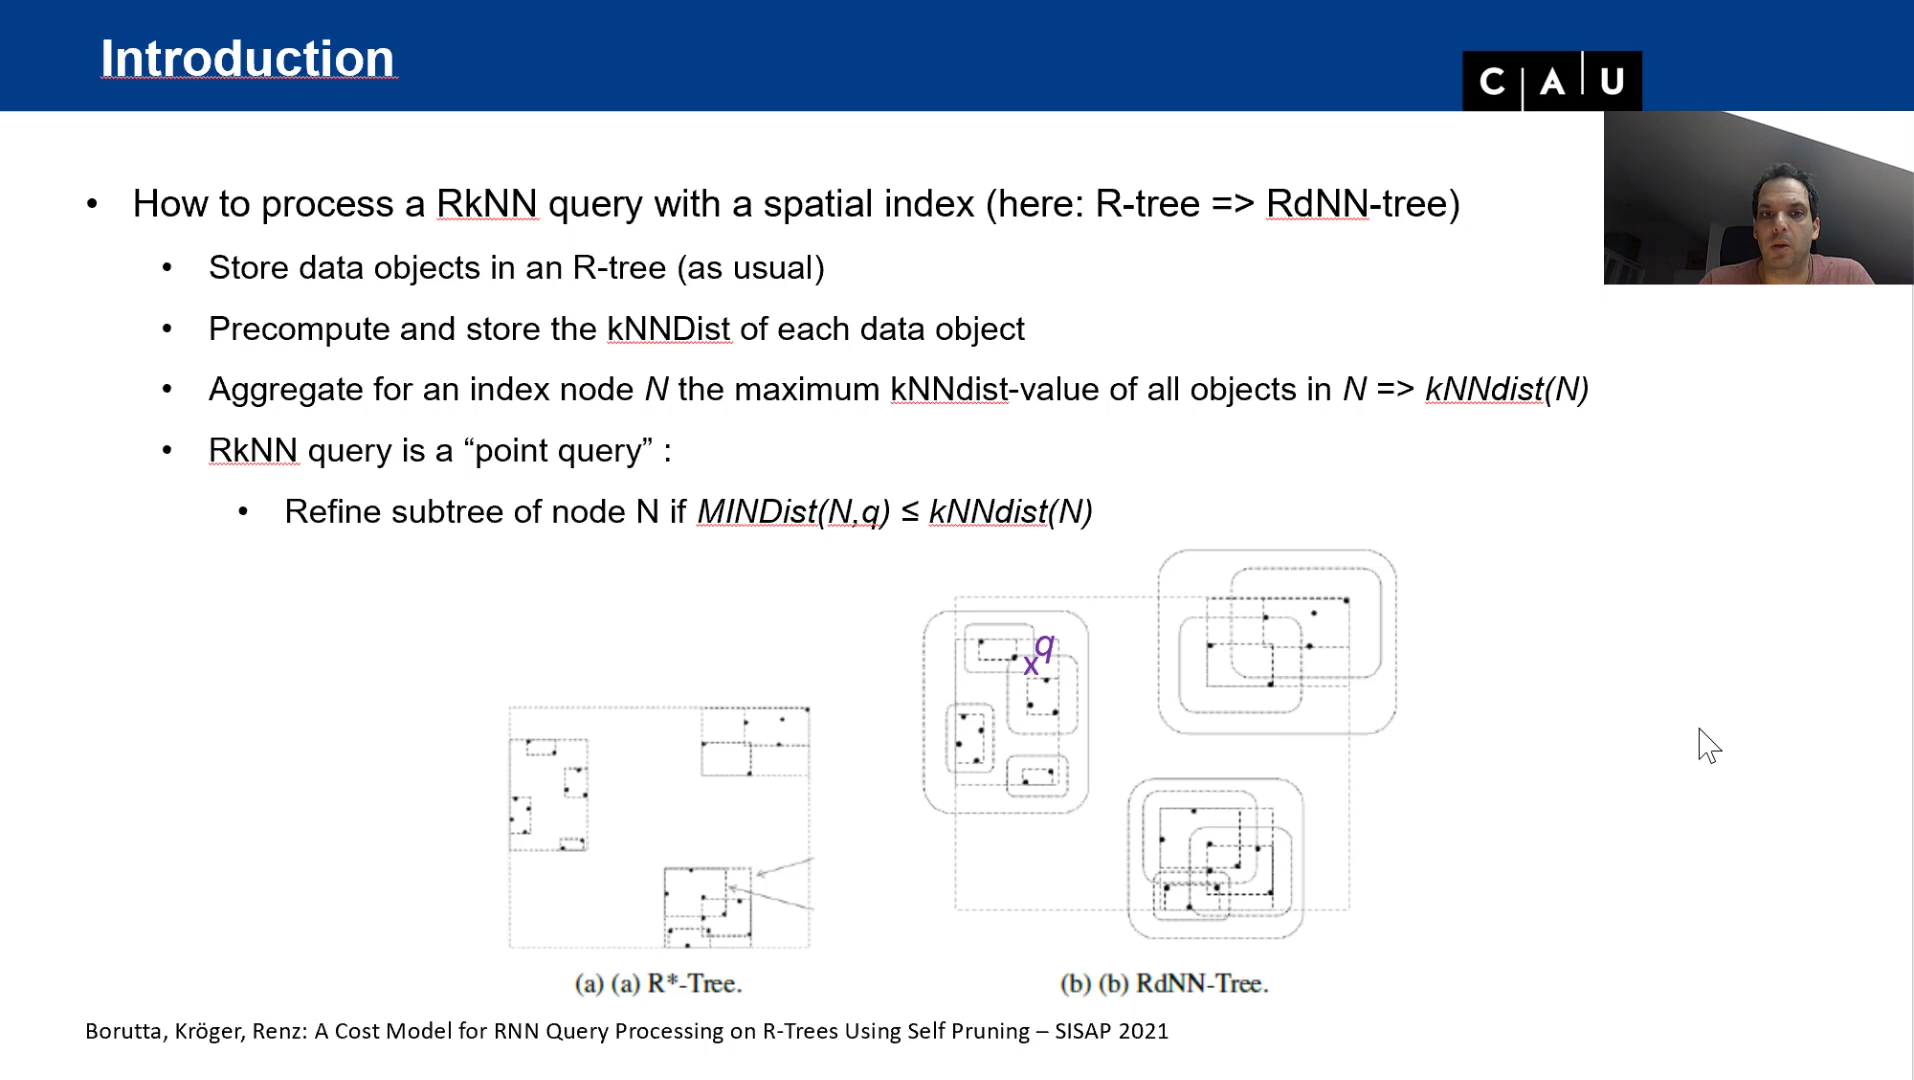 Introduction
C A U
• How to process a RkNN query with a spatial index (here: R-tree => RdNN-tree)
• Store data objects in an R-tree (as usual)
• Precompute and store the kNNDist of each data object
• Aggregate for an index node N the maximum kNNdist-value of all objects in N => kNNdist(N)
• RkNN query is a “point query” :
• Refine subtree of node N if MINDist(N,q) ≤ kNNdist(N)
q
x
(a) (a) R*-Tree.
(b) (b) RdNN-Tree.
Borutta, Kröger, Renz: A Cost Model for RNN Query Processing on R-Trees Using Self Pruning – SISAP 2021